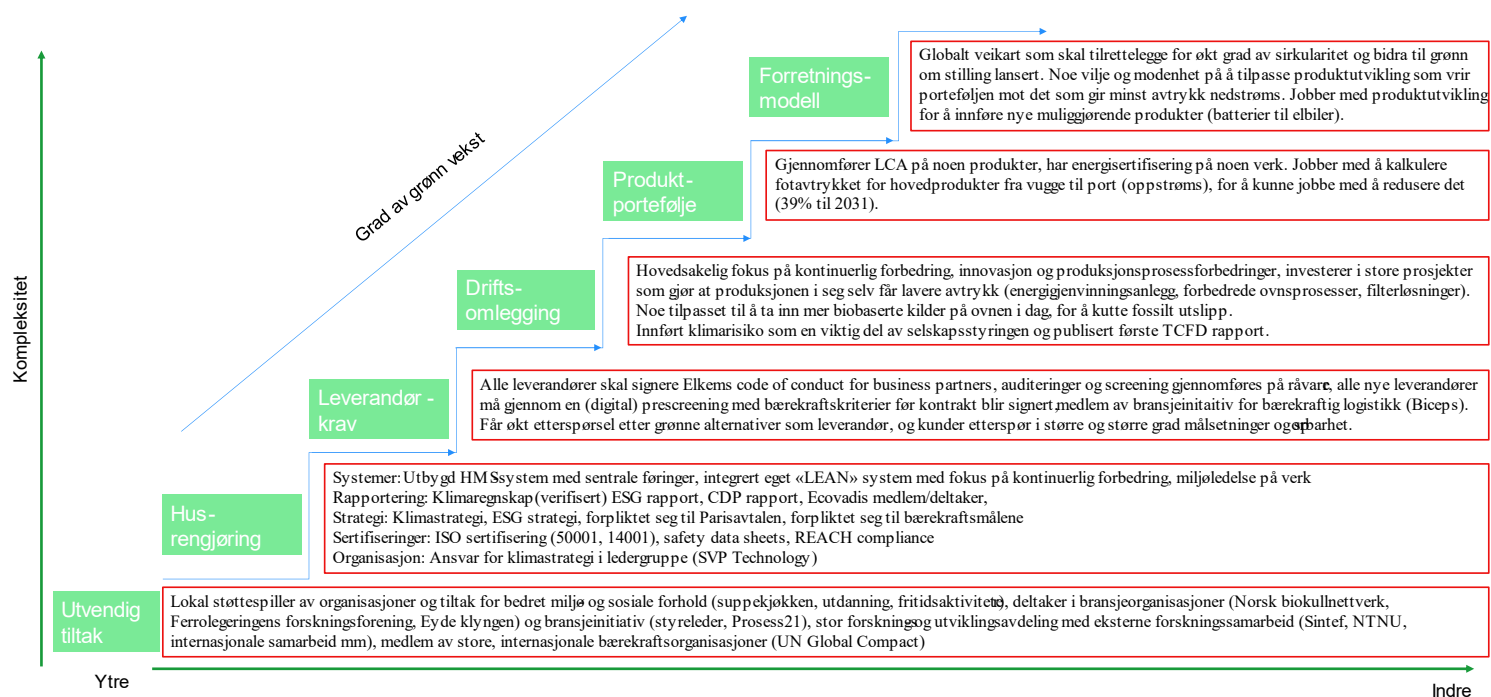 Forretnings-
modell
Globalt veikart som skal tilrettelegge for økt grad av sirkularitet og bidra til grønn
om stilling lansert. Noe vilje og modenhet på å tilpasse produktutvikling som vrir
porteføljen mot det som gir minst avtrykk nedstrøms. Jobber med produktutvikling
for å innføre nye muliggjørende produkter (batterier til elbiler).
Grad av grønn vekst
Produkt-
portefølje
Gjennomfører LCA på noen produkter, har energisertifisering på noen verk. Jobber med å kalkulere
fotavtrykket for hovedprodukter fra vugge til port (oppstrøms), for å kunne jobbe med å redusere det
(39% til 2031).
Kompleksitet
Drifts-
omlegging
Hovedsakelig fokus på kontinuerlig forbedring, innovasjon og produksjonsprosessforbedringer, investerer i store prosjekter
som gjør at produksjonen i seg selv får lavere avtrykk (energigjenvinningsanlegg, forbedrede ovnsprosesser, filterløsninger).
Noe tilpasset til å ta inn mer biobaserte kilder på ovnen i dag, for å kutte fossilt utslipp.
Innført klimarisiko som en viktig del av selskapsstyringen og publisert første TCFD rapport.
Leverandør -
krav
Alle leverandører skal signere Elkems code of conduct for business partners, auditeringer og screening gjennomføres på råvarer, alle nye leverandører
må gjennom en (digital) prescreening med bærekraftskriterier før kontrakt blir signert, medlem av bransjeinitaitiv for bærekraftig logistikk (Biceps).
Får økt etterspørsel etter grønne alternativer som leverandør, og kunder etterspør i større og større grad målsetninger og
Hus-
rengjøring
Systemer: Utbygd HMSsystem med sentrale føringer, integrert eget «LEAN» system med fokus på kontinuerlig forbedring, miljøledelse på verk
Rapportering: Klimaregnskap (verifisert) ESG rapport, CDP rapport, Ecovadis medlem/deltaker,
Strategi: Klimastrategi, ESG strategi, forpliktet seg til Parisavtalen, forpliktet seg til bærekraftsmålene
Sertifiseringer: ISO sertifisering (50001, 14001), safety data sheets, REACH compliance
Organisasjon: Ansvar for klimastrategi i ledergruppe (SVP Technology)
Utvendig
tiltak
Lokal støttespiller av organisasjoner og tiltak for bedret miljø og sosiale forhold (suppekjøkken, utdanning, fritidsaktiviteter), deltaker i bransjeorganisasjoner (Norsk biokullnettverk,
Ferrolegeringens forskningsforening, Eyde klyngen) og bransjeinitiativ (styreleder, Prosess21), stor forsknings og utviklingsavdeling med eksterne forskningssamarbeid (Sintef, NTNU,
internasjonale samarbeid mm), medlem av store, internasjonale bærekraftsorganisasjoner (UN Global Compact)
Ytre
Indre